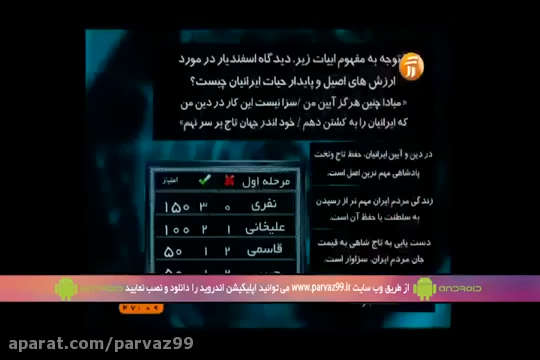 توجه به مفهوم ابیات زیر، دیدگاه اسفندیار در مورد
ارزش های اصیل و پایدار حیات ایرانیان چیست؟
«مبادا چنین هرگز آیین من / سزا نیست این کار در دین من
که ایرانیان را به کشتن دهم / خود اندر جهان تاج بر سر نهم»
در دین و آیین ایرانیان، حفظ تاج وتخت
پادشاهی مهم ترین اصل است.
زندگی مردم ایران مهم تر از رسیدن
به سلطنت یا حفظ آن است.
دست یابی به تاج شاهی به قیمت
جان مردم ایران، سزاوار است.
مرحله اول ✖ ✔ امتیاز
نفری ۰ ۳ ۱۵۰
علیخانی ۱ ۲ ۱۰۰
قاسمی ۲ ۱ ۵۰
۲ ۱ ۵۰
ANDROID از طریق وب سایت www.parvaz99.ir می توانید اپلیکیشن اندروید را دانلود و نصب نمایید ANDROID
aparat.com/parvaz99